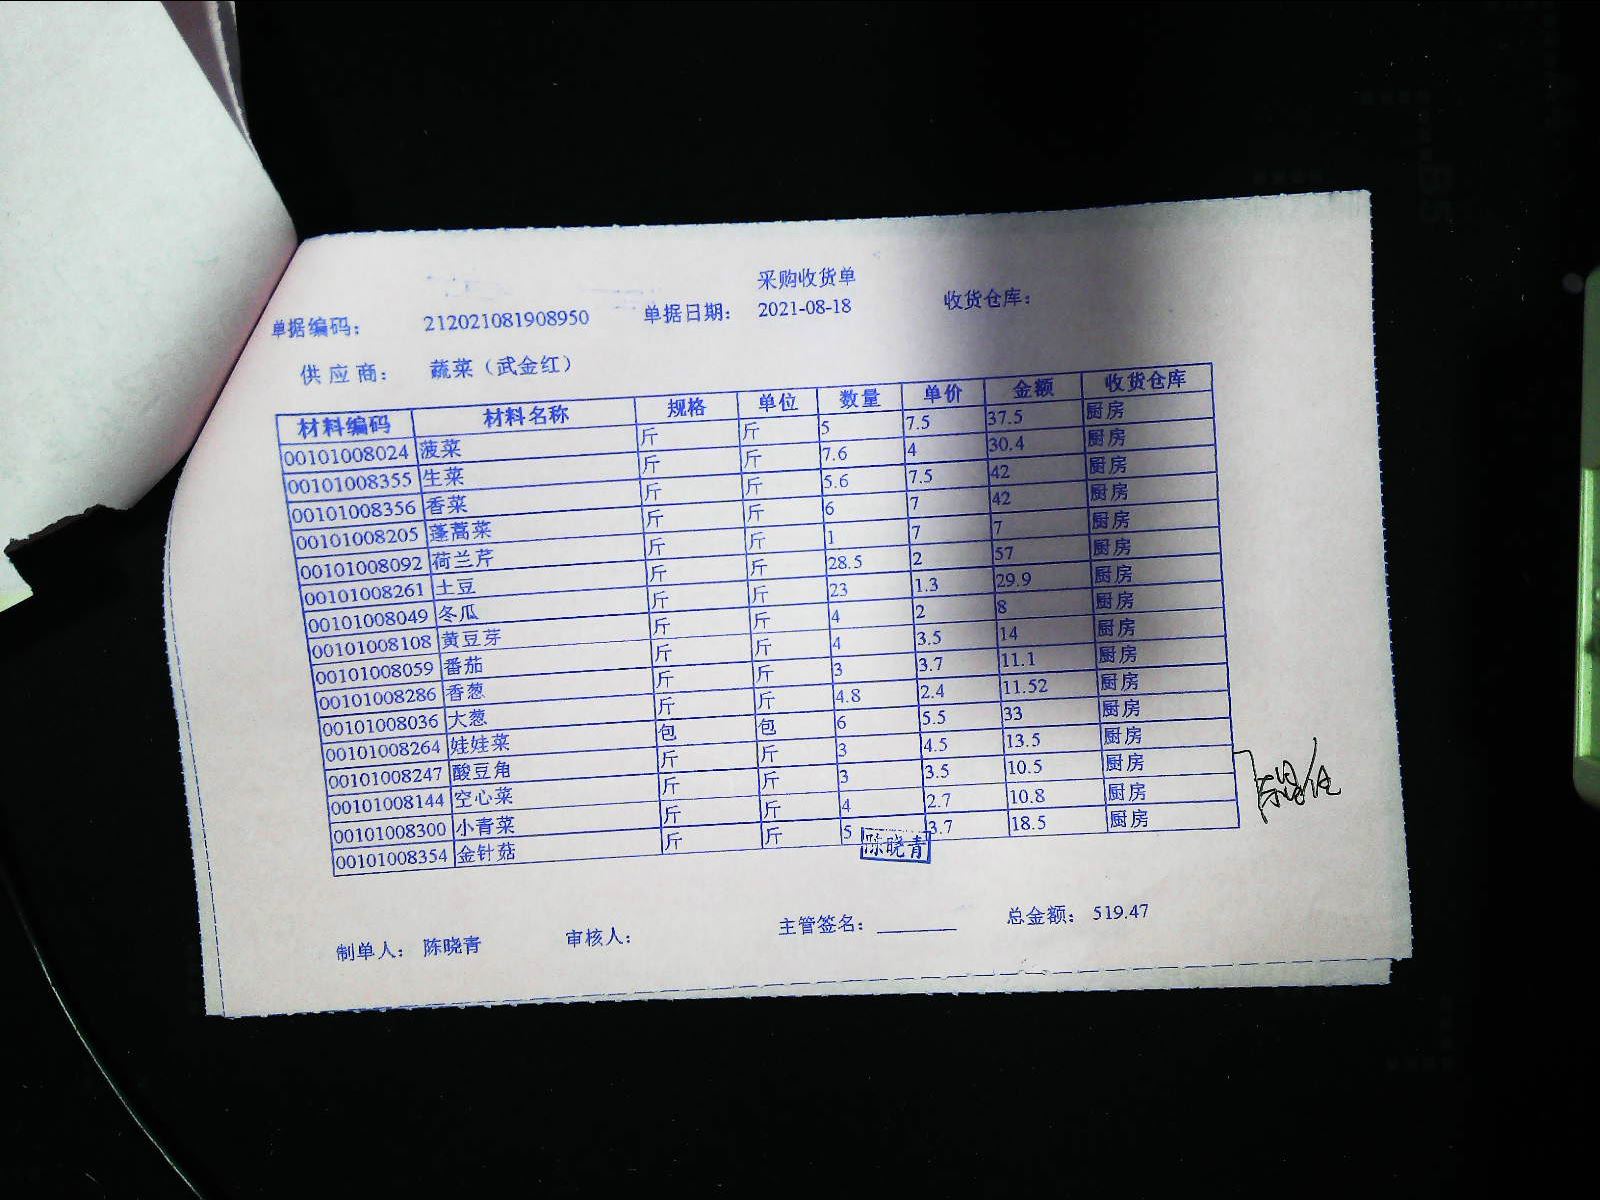 采购收货单
单据编码： 212021081908950 单据日期： 2021-08-18 收货仓库：
供应商： 蔬菜（武金红）
材料编码 材料名称 规格 单位 数量 单价 金额 收货仓库
00101008024 菠菜 斤 斤 5 7.5 37.5 厨房
00101008355 生菜 斤 斤 7.6 4 30.4 厨房
00101008356 香菜 斤 斤 5.6 7.5 42 厨房
00101008205 蓬蒿菜 斤 斤 6 7 42 厨房
00101008092 荷兰芹 斤 斤 1 7 7 厨房
00101008261 土豆 斤 斤 28.5 2 57 厨房
00101008049 冬瓜 斤 斤 23 1.3 29.9 厨房
00101008108 黄豆芽 斤 斤 4 2 8 厨房
00101008059 番茄 斤 斤 4 3.5 14 厨房
00101008286 香葱 斤 斤 3 3.7 11.1 厨房
00101008036 大葱 斤 斤 4.8 2.4 11.52 厨房
00101008264 娃娃菜 包 包 6 5.5 33 厨房
00101008247 酸豆角 斤 斤 3 4.5 13.5 厨房
00101008144 空心菜 斤 斤 3 3.5 10.5 厨房
00101008300 小青菜 斤 斤 4 2.7 10.8 厨房
00101008354 金针菇 斤 斤 5 3.7 18.5 厨房
陈晓青
制单人： 陈晓青 审核人： 主管签名： 总金额： 519.47